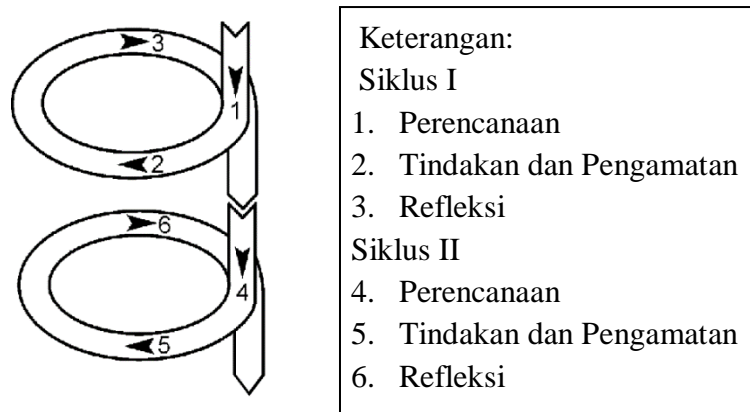 3
1
2
6
4
5
Keterangan:
Siklus I
1. Perencanaan
2. Tindakan dan Pengamatan
3. Refleksi
Siklus II
4. Perencanaan
5. Tindakan dan Pengamatan
6. Refleksi